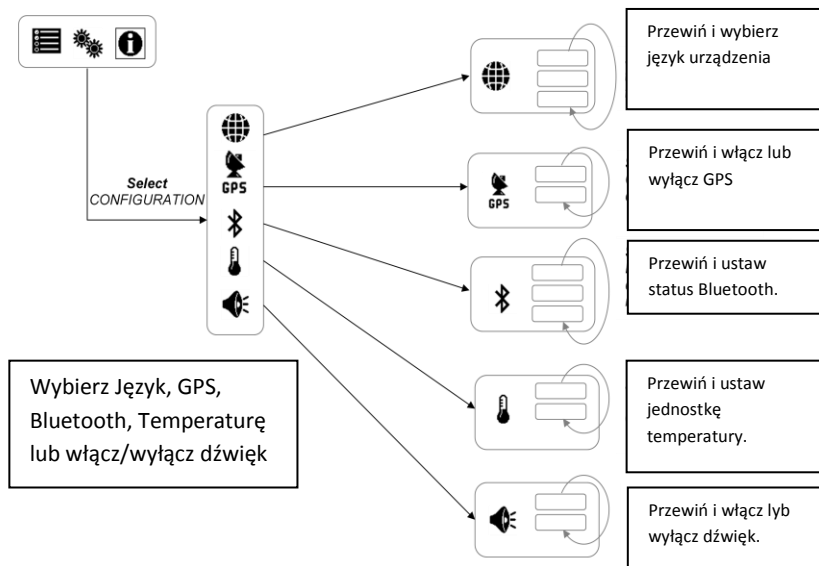 Select
CONFIGURATION
GPS
Wybierz Język, GPS,
Bluetooth, Temperaturę
lub włącz/wyłącz dźwięk
Przewiń i wybierz
język urządzenia
GPS
Przewiń i włącz lub
wyłącz GPS
Przewiń i ustaw
status Bluetooth.
Przewiń i ustaw
jednostkę
temperatury.
Przewiń i włącz lyb
wyłącz dźwięk.